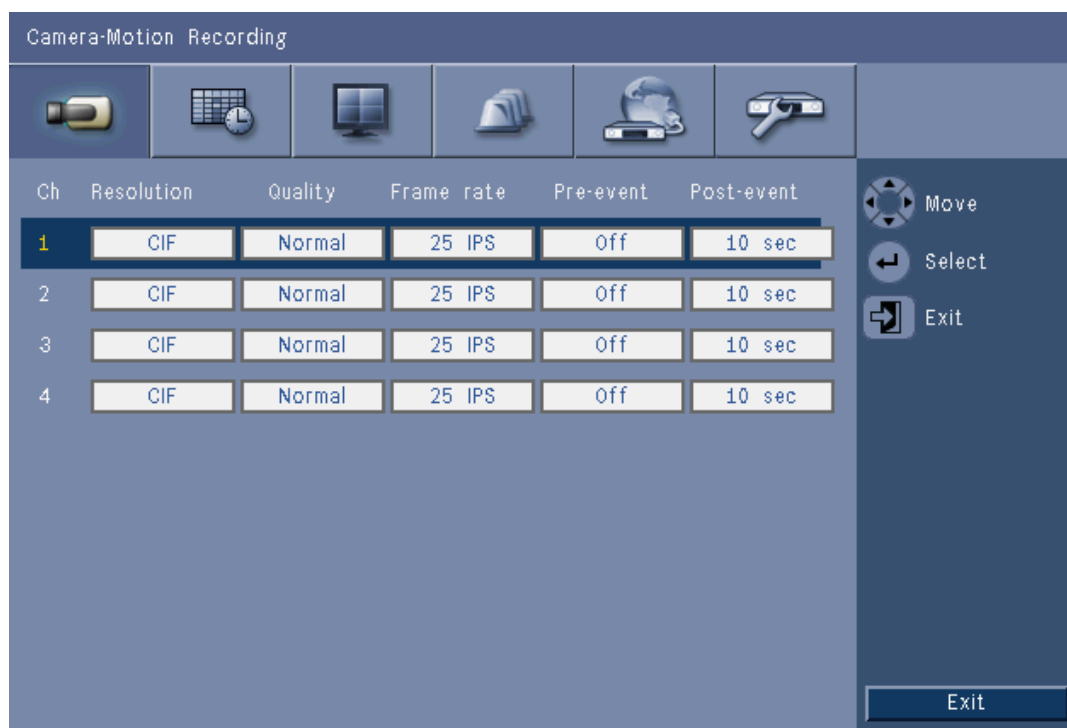 Camera-Motion Recording
Ch Resolution Quality Frame rate Pre-event Post-event
1 CIF Normal 25 IPS Off 10 sec
2 CIF Normal 25 IPS Off 10 sec
3 CIF Normal 25 IPS Off 10 sec
4 CIF Normal 25 IPS Off 10 sec
Move
Select
Exit
Exit